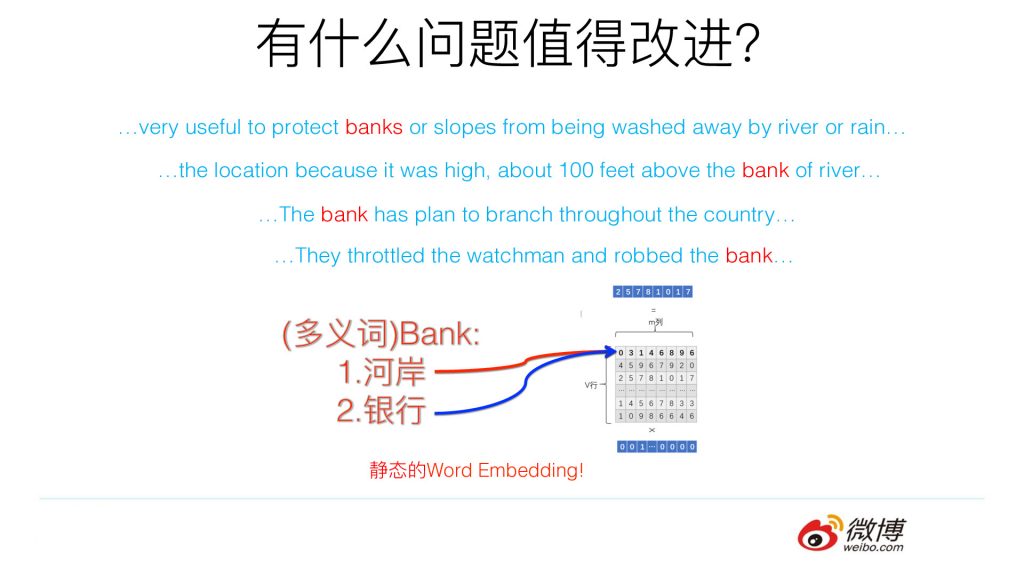 有什么问题值得改进?
…very useful to protect banks or slopes from being washed away by river or rain…
…the location because it was high, about 100 feet above the bank of river…
…The bank has plan to branch throughout the country…
…They throttled the watchman and robbed the bank…
2 5 7 8 1 0 1 7
=
m列
(多义词)Bank:
1.河岸
2.银行
V行
0 3 1 4 6 8 9 6
4 5 9 6 7 9 2 0
2 5 7 8 1 0 1 7
… … … … … … … …
1 4 5 6 7 8 3 3
1 0 9 8 6 6 4 6
×
0 0 1 … 0 0 0 0
静态的Word Embedding!
微博
weibo.com